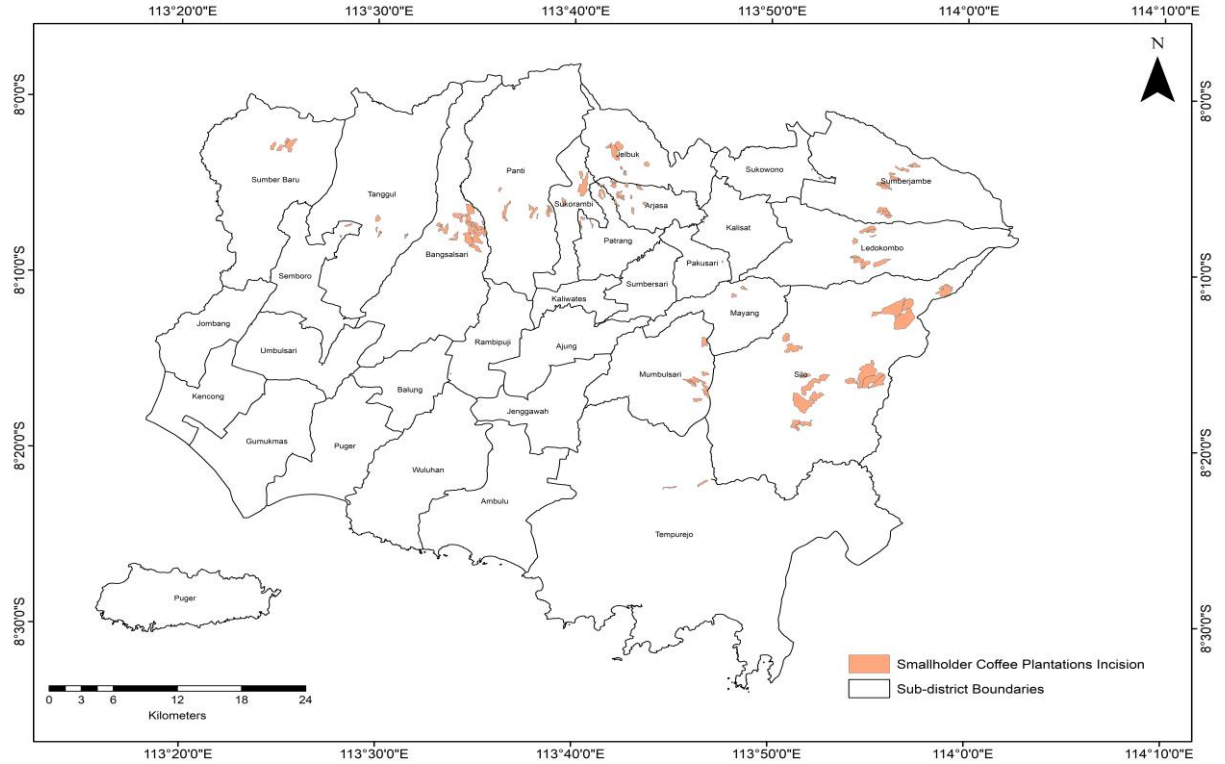 113°20'0"E 113°30'0"E 113°40'0"E 113°50'0"E 114°0'0"E 114°10'0"E
N
8°0'0"S 8°0'0"S
Jelbuk
Sukowono
Sumber Baru
Panti
Sumberjambe
Tanggul
Sukorambi
Arjasa
Kalisat
Patrang
Ledokombo
Bangsalsari
Pakusari
8°10'0"S 8°10'0"S
Semboro
Sumbersari
Kaliwates
Mayang
Jombang
Rambipuji
Ajung
Umbulsari
Mumbulsari
Silo
Balung
Kencong
Jenggawah
Gumukmas
Puger
8°20'0"S 8°20'0"S
Wuluhan
Ambulu
Tempurejo
Puger
8°30'0"S 8°30'0"S
Smallholder Coffee Plantations Incision
Sub-district Boundaries
0 3 6 12 18 24
Kilometers
113°20'0"E 113°30'0"E 113°40'0"E 113°50'0"E 114°0'0"E 114°10'0"E